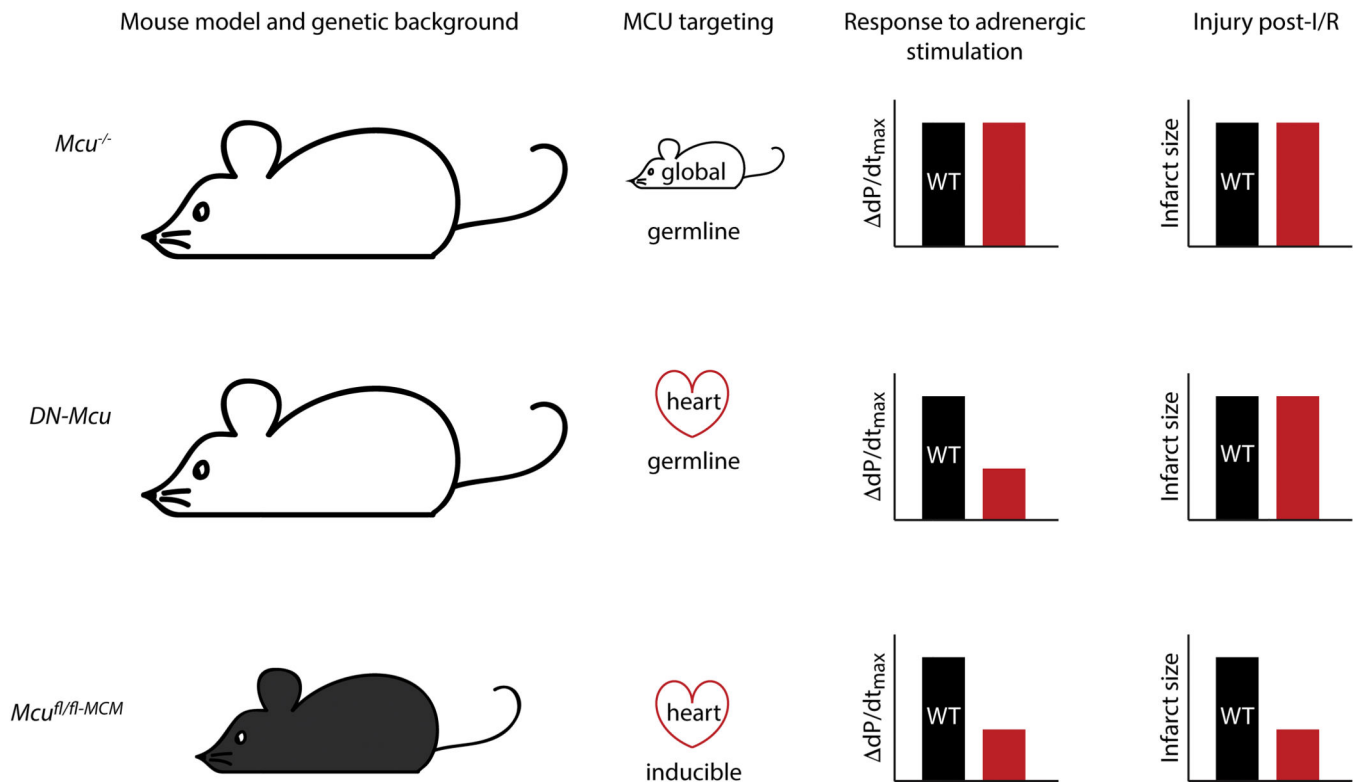 Mouse model and genetic background
MCU targeting
Response to adrenergic
stimulation
Injury post-I/R
Mcu-/-
global
germline
ΔdP/dtmax
WT
Infarct size
WT
DN-Mcu
heart
germline
ΔdP/dtmax
WT
Infarct size
WT
Mcufl/fl-MCM
heart
inducible
ΔdP/dtmax
WT
Infarct size
WT